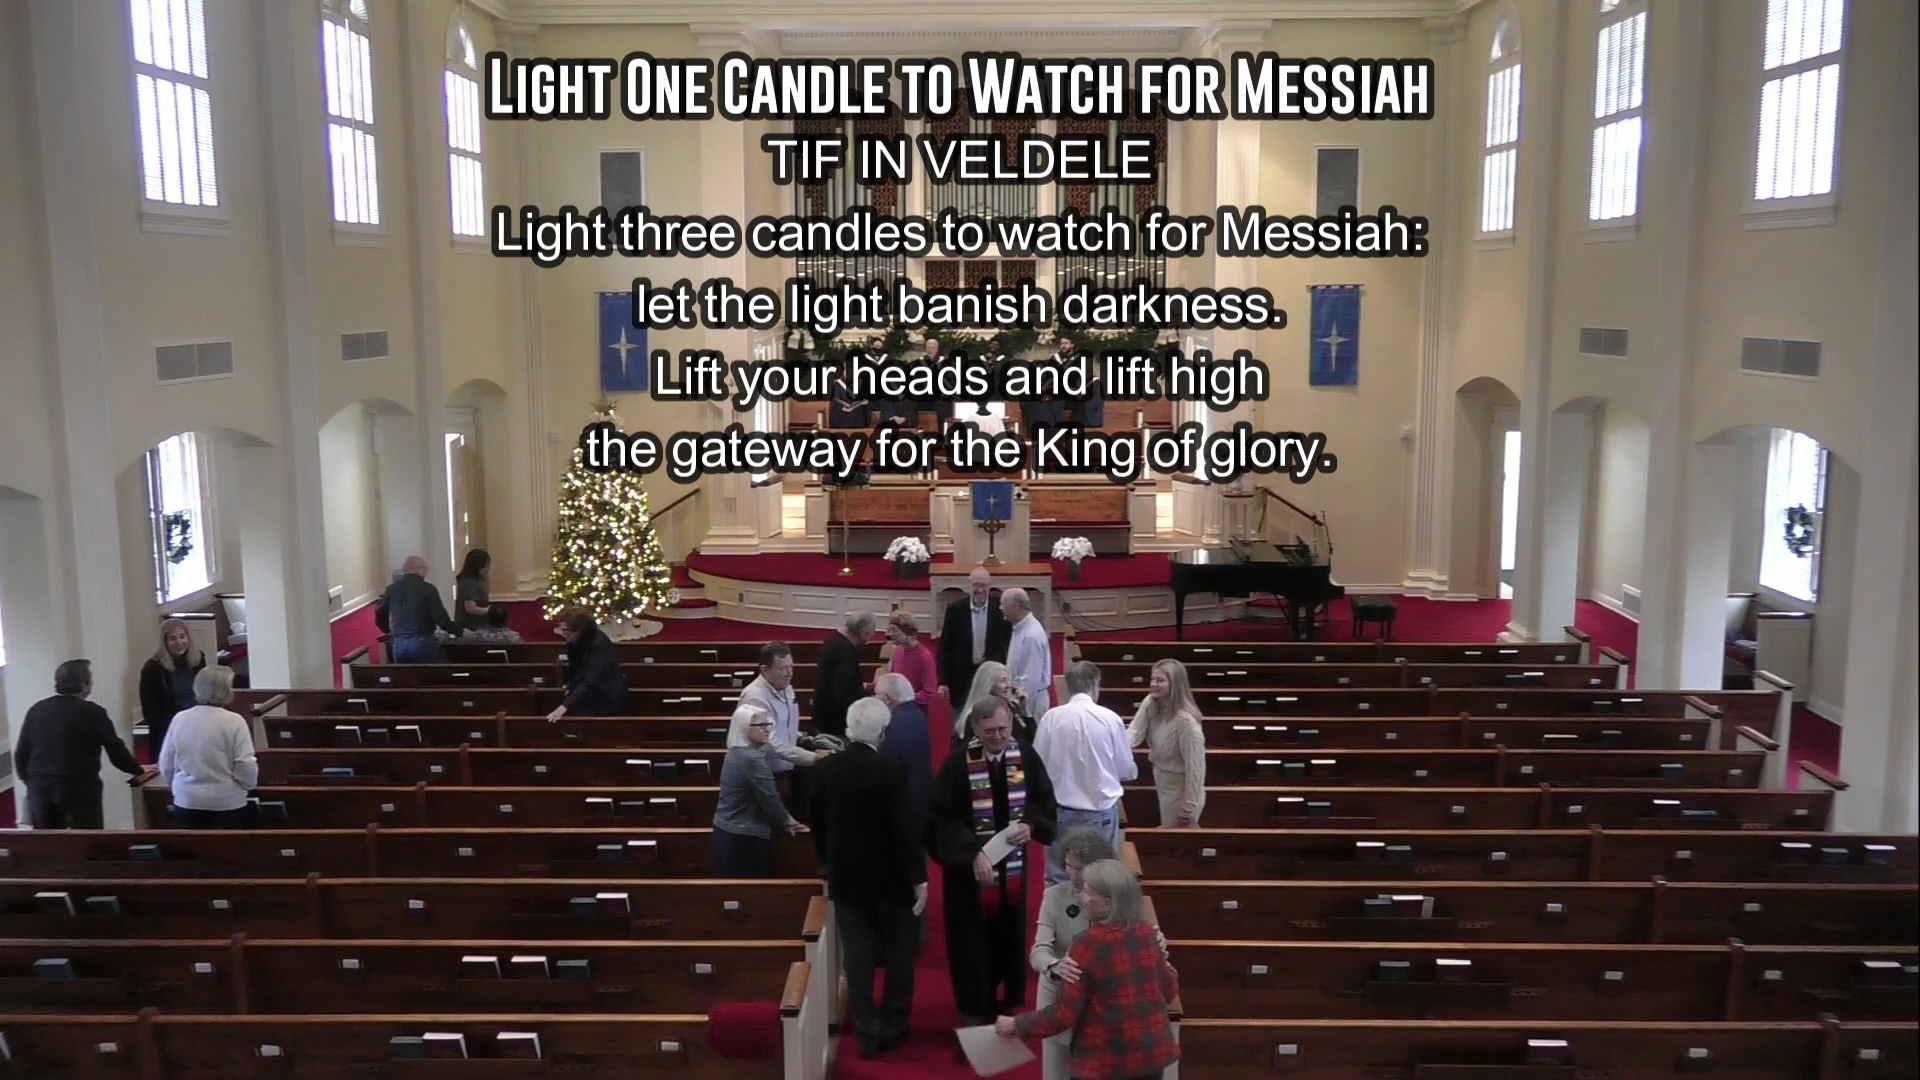 LIGHT ONE CANDLE TO WATCH FOR MESSIAH
TIF IN VELDELE
Light three candles to watch for Messiah:
let the light banish darkness.
Lift your heads and lift high
the gateway for the King of glory.